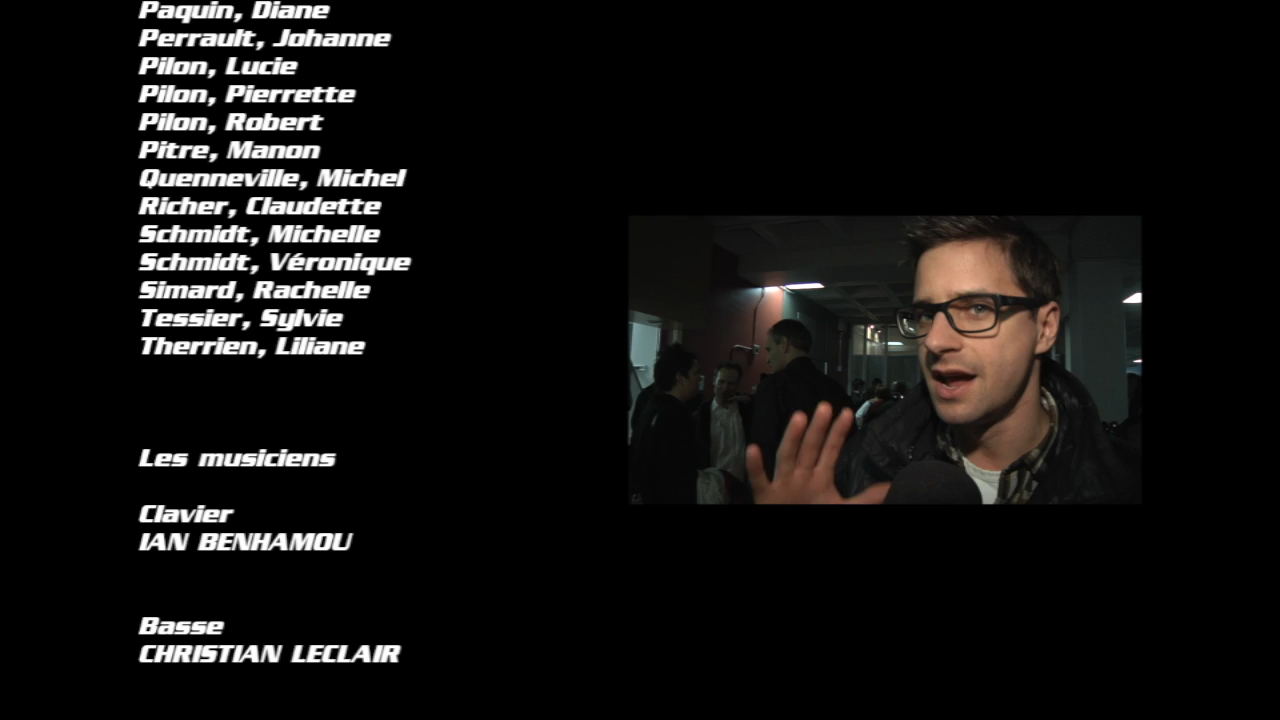 Paquin, Diane
Perrault, Johanne
Pilon, Lucie
Pilon, Pierrette
Pilon, Robert
Pitre, Manon
Quenneville, Michel
Richer, Claudette
Schmidt, Michelle
Schmidt, Véronique
Simard, Rachelle
Tessier, Sylvie
Therrien, Liliane
Les musiciens
Clavier
IAN BENHAMOU
Basse
CHRISTIAN LECLAIR